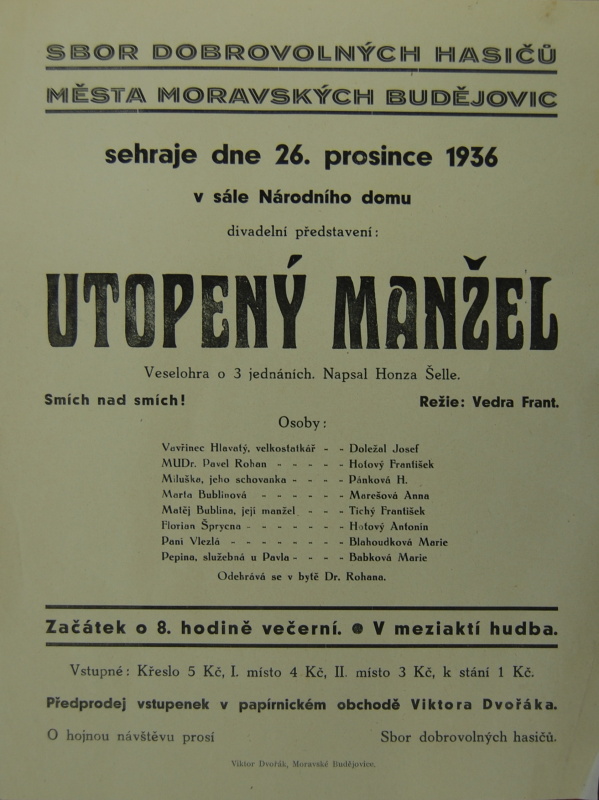 SBOR DOBROVOLNÝCH HASIČŮ
MĚSTA MORAVSKÝCH BUDĚJOVIC
sehraje dne 26. prosince 1936
v sále Národního domu
divadelní představení:
UTOPENÝ MANŽEL
Veselohra o 3 jednáních. Napsal Honza Šelle.
Smích nad smích! Režie: Vedra Frant.
Osoby:
Vavřinec Hlavatý, velkostatkář - - Doležal Josef
MUDr. Pavel Rohan - - - - - Hotový František
Miluška, jeho schovanka - - - - Pánková H.
Marta Bublinová - - - - - - Marešová Anna
Matěj Bublina, její manžel - - - Tichý František
Florian Šprycna - - - - - - - Hotový Antonín
Paní Vlezlá - - - - - - - - Blahoudková Marie
Pepina, služebná u Pavla - - - - Babková Marie
Odehrává se v bytě Dr. Rohana.
Začátek o 8. hodině večerní. ● V meziaktí hudba.
Vstupné: Křeslo 5 Kč, I. místo 4 Kč, II. místo 3 Kč, k stání 1 Kč.
Předprodej vstupenek v papírnickém obchodě Viktora Dvořáka.
O hojnou návštěvu prosí Sbor dobrovolných hasičů.
Viktor Dvořák, Moravské Budějovice.